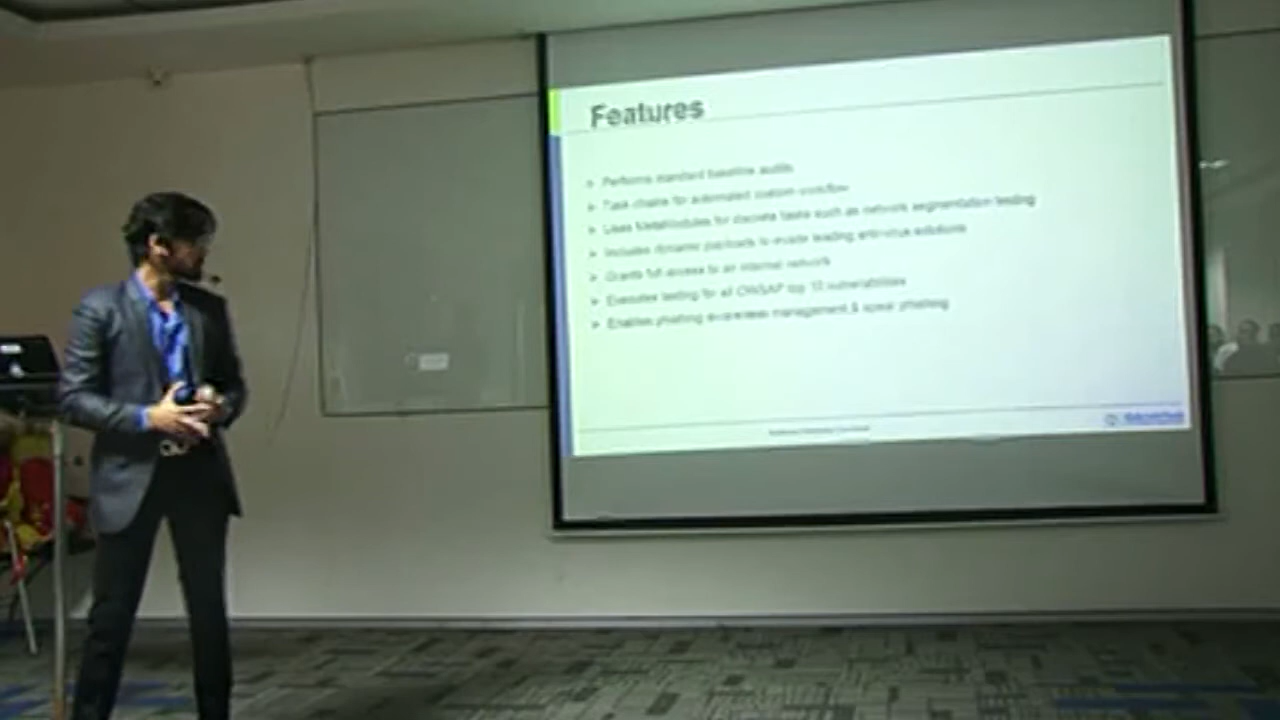 Features
Performs standard baseline audits
Task chains for automated custom workflow
Uses MetaModules for discrete tasks such as network segmentation testing
Includes dynamic payloads to evade leading anti-virus solutions
Grants full access to an internal network
Executes testing for all OWSAP top 10 vulnerabilities
Enables phishing awareness management & spear phishing